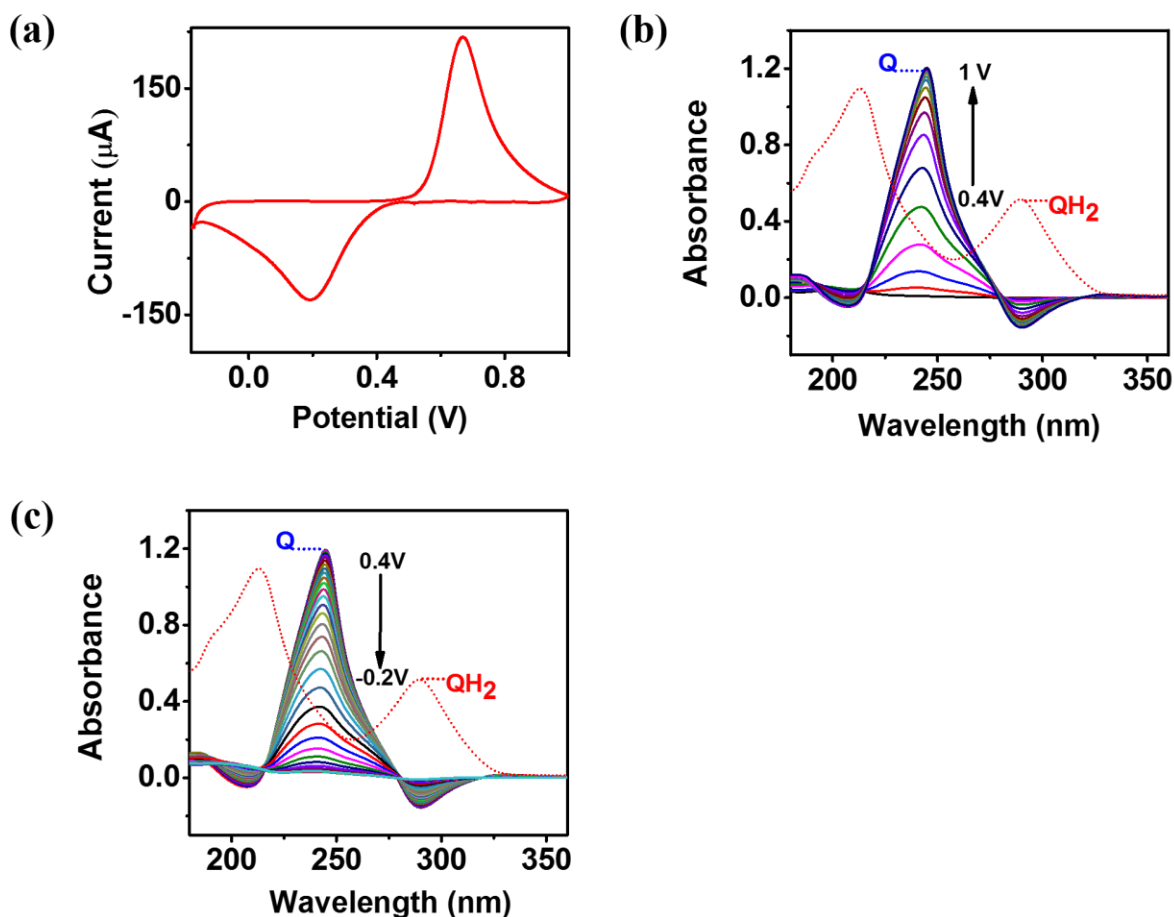 (a)
150
0
-150
Current (μA)
0.0
0.4
0.8
Potential (V)
(b)
1.2
0.8
0.4
0.0
Absorbance
Q
1 V
0.4V
QH2
200
250
300
350
Wavelength (nm)
(c)
1.2
0.8
0.4
0.0
Absorbance
Q
0.4V
-0.2V
QH2
200
250
300
350
Wavelength (nm)